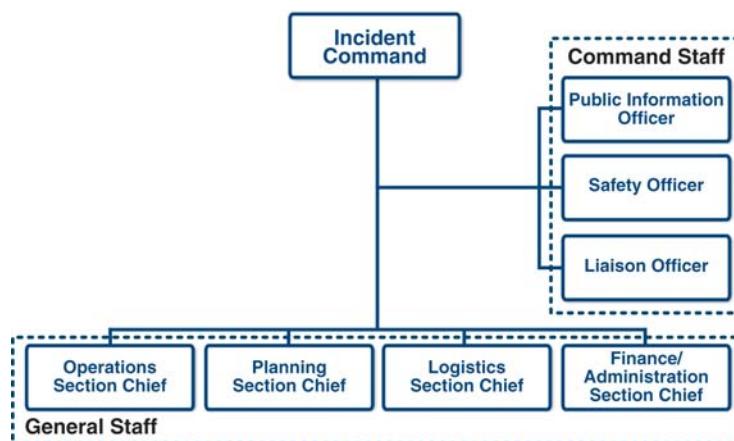 Incident
Command
Command Staff
Public Information
Officer
Safety Officer
Liaison Officer
Operations
Section Chief
Planning
Section Chief
Logistics
Section Chief
Finance/
Administration
Section Chief
General Staff